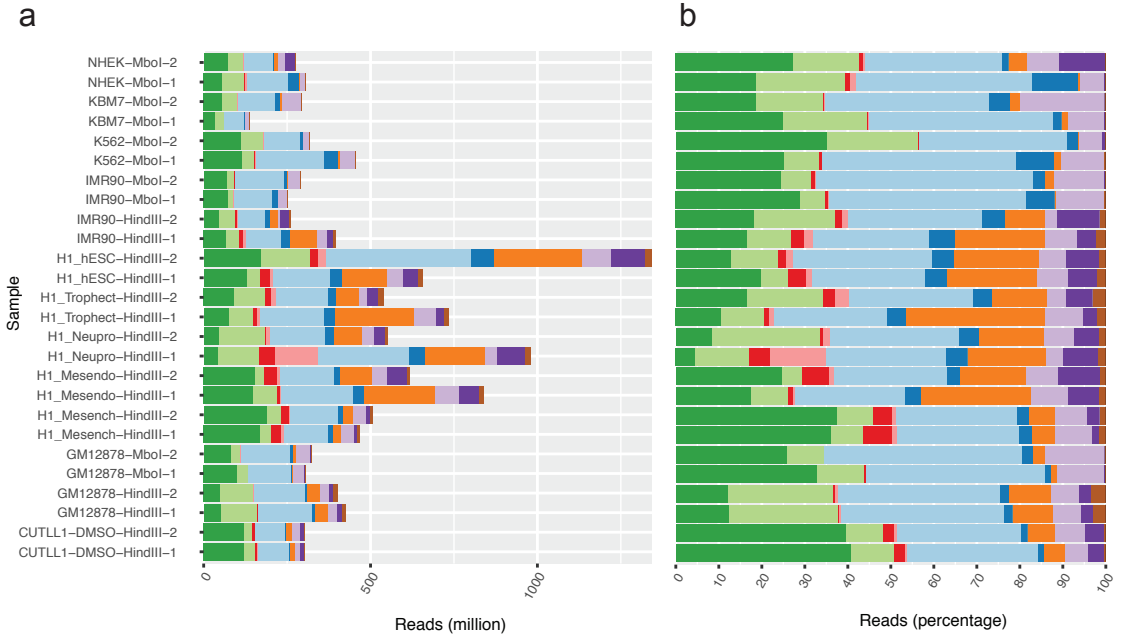 a
b
NHEK−MboI−2
NHEK−MboI−1
KBM7−MboI−2
KBM7−MboI−1
K562−MboI−2
K562−MboI−1
IMR90−MboI−2
IMR90−MboI−1
IMR90−HindIII−2
IMR90−HindIII−1
H1_hESC−HindIII−2
H1_hESC−HindIII−1
H1_Trophect−HindIII−2
H1_Trophect−HindIII−1
H1_Neupro−HindIII−2
H1_Neupro−HindIII−1
H1_Mesendo−HindIII−2
H1_Mesendo−HindIII−1
H1_Mesench−HindIII−2
H1_Mesench−HindIII−1
GM12878−MboI−2
GM12878−MboI−1
GM12878−HindIII−2
GM12878−HindIII−1
CUTLL1−DMSO−HindIII−2
CUTLL1−DMSO−HindIII−1
Sample
0 500 1000
Reads (million)
0 10 20 30 40 50 60 70 80 90 100
Reads (percentage)